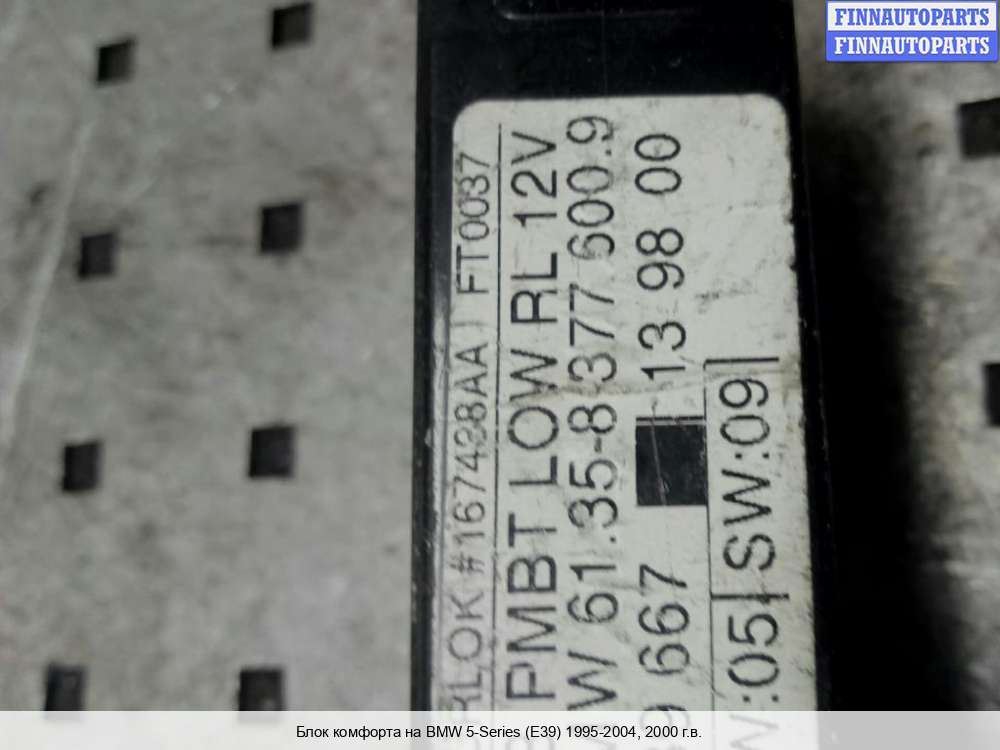 FINNAUTOPARTS
FINNAUTOPARTS
RLOK #167438AA | FT0037
PMBT LOW RL 12V
W 61.35-8 377 600.9
9 667 13 98 00
:05 | SW:09 |
Блок комфорта на BMW 5-Series (E39) 1995-2004, 2000 г.в.